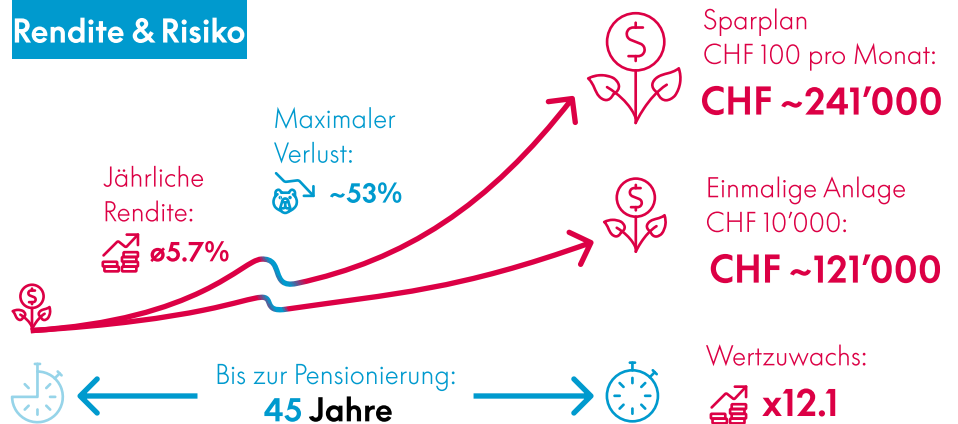 Rendite & Risiko
Sparplan
CHF 100 pro Monat:
CHF ~241’000
Maximaler
Verlust:
~53%
Jährliche
Rendite:
ø5.7%
Einmalige Anlage
CHF 10’000:
CHF ~121’000
$
$
$
Bis zur Pensionierung:
45 Jahre
Wertzuwachs:
x12.1